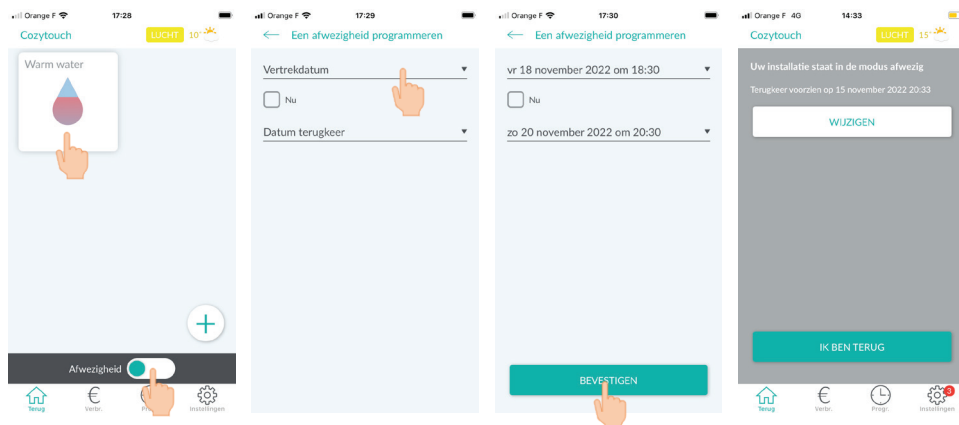 Orange F 17:28
Cozytouch LUCHT 10°
Warm water
Afwezigheid
Terug Verbr. Instellingen
Orange F 17:29
Een afwezigheid programmeren
Vertrekdatum
Nu
Datum terugkeer
Orange F 17:30
Een afwezigheid programmeren
vr 18 november 2022 om 18:30
Nu
zo 20 november 2022 om 20:30
BEVESTIGEN
Orange F 4G 14:33
Cozytouch LUCHT 15°
Uw installatie staat in de modus afwezig
Terugkeer voorzien op 15 november 2022 20:33
WIJZIGEN
IK BEN TERUG
3
Terug Verbr. Progr. Instellingen